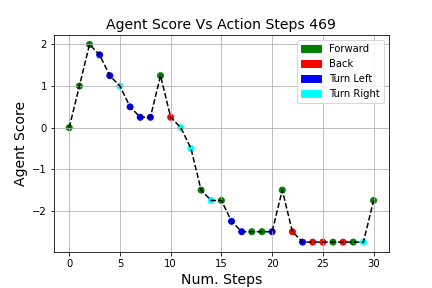 Agent Score Vs Action Steps 469
Forward
Back
Turn Left
Turn Right
Agent Score
2
1
0
−1
−2
0 5 10 15 20 25 30
Num. Steps